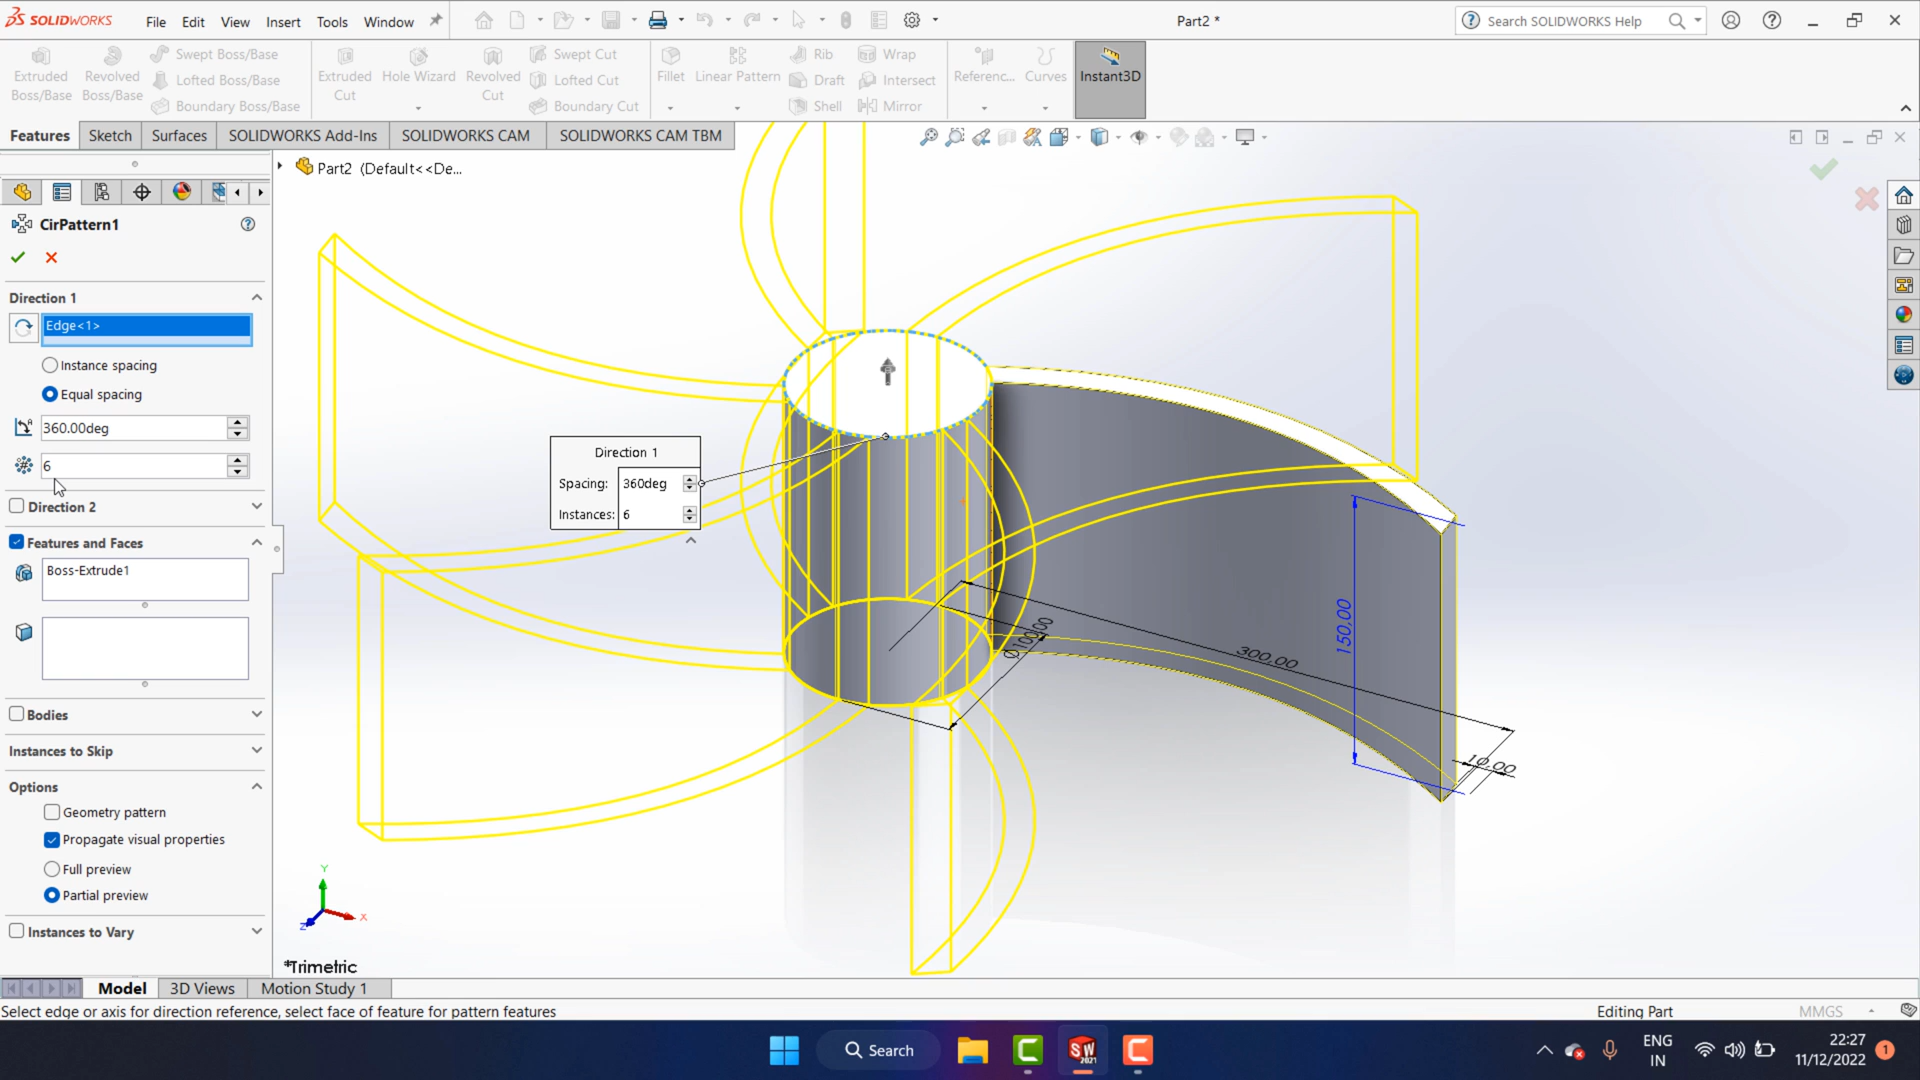 SOLIDWORKS File Edit View Insert Tools Window Part2 * Search SOLIDWORKS Help
Extruded Boss/Base
Revolved Boss/Base
Swept Boss/Base
Lofted Boss/Base
Boundary Boss/Base
Extruded Cut
Hole Wizard
Revolved Cut
Swept Cut
Lofted Cut
Boundary Cut
Fillet
Linear Pattern
Rib
Draft
Shell
Wrap
Intersect
Mirror
Referenc...
Curves
Instant3D
Features Sketch Surfaces SOLIDWORKS Add-Ins SOLIDWORKS CAM SOLIDWORKS CAM TBM
Part2 (Default<<De...
CirPattern1
Direction 1
Edge<1>
Instance spacing
Equal spacing
360.00deg
6
Direction 2
Features and Faces
Boss-Extrude1
Bodies
Instances to Skip
Options
Geometry pattern
Propagate visual properties
Full preview
Partial preview
Instances to Vary
Direction 1
Spacing: 360deg
Instances: 6
Φ100,00
300,00
150,00
10,00
Y
X
Z
*Trimetric
Model 3D Views Motion Study 1
Select edge or axis for direction reference, select face of feature for pattern features Editing Part MMGS
Search
SW
2021
ENG
IN
22:27
11/12/2022
1